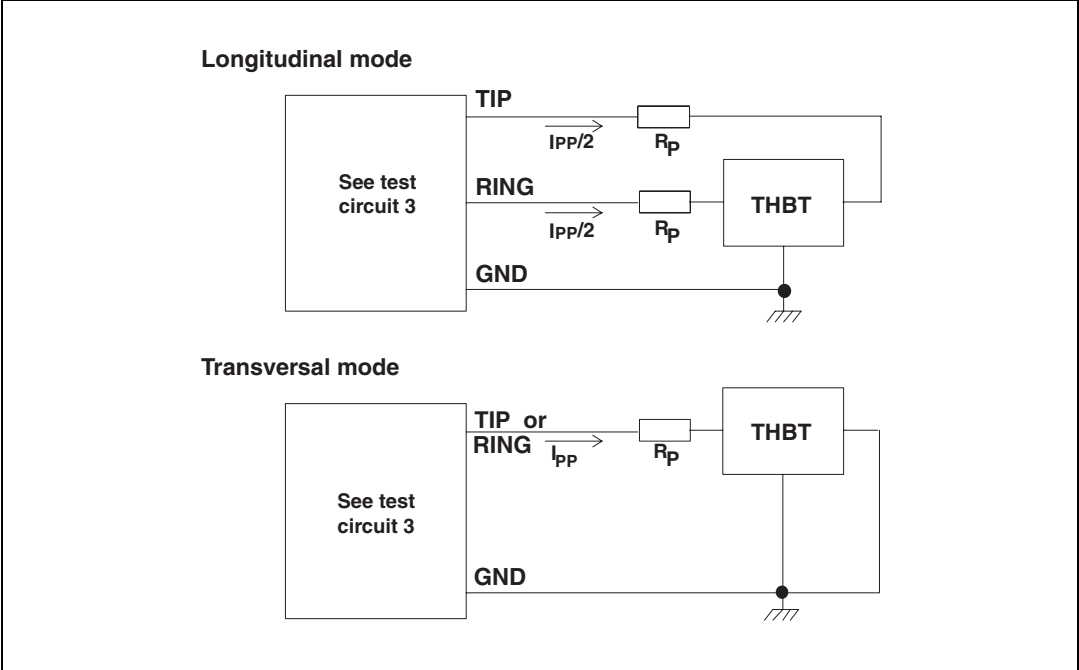 Longitudinal mode
TIP
IPP/2
RP
See test
circuit 3
RING
THBT
IPP/2
RP
GND
Transversal mode
TIP or
RING
IPP
RP
THBT
See test
circuit 3
GND